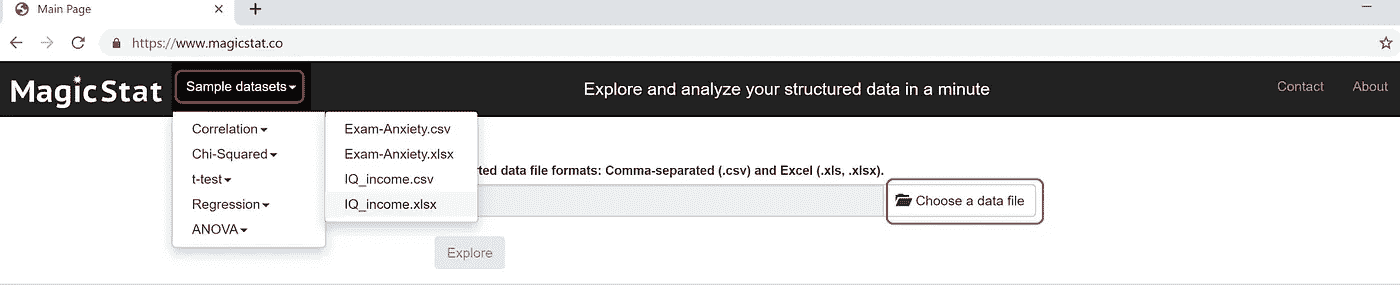 Main Page
https://www.magicstat.co
MagicStat
Sample datasets
Explore and analyze your structured data in a minute
Contact
About
Correlation
Chi-Squared
t-test
Regression
ANOVA
Exam-Anxiety.csv
Exam-Anxiety.xlsx
IQ_income.csv
IQ_income.xlsx
data file formats: Comma-separated (.csv) and Excel (.xls, .xlsx).
Choose a data file
Explore